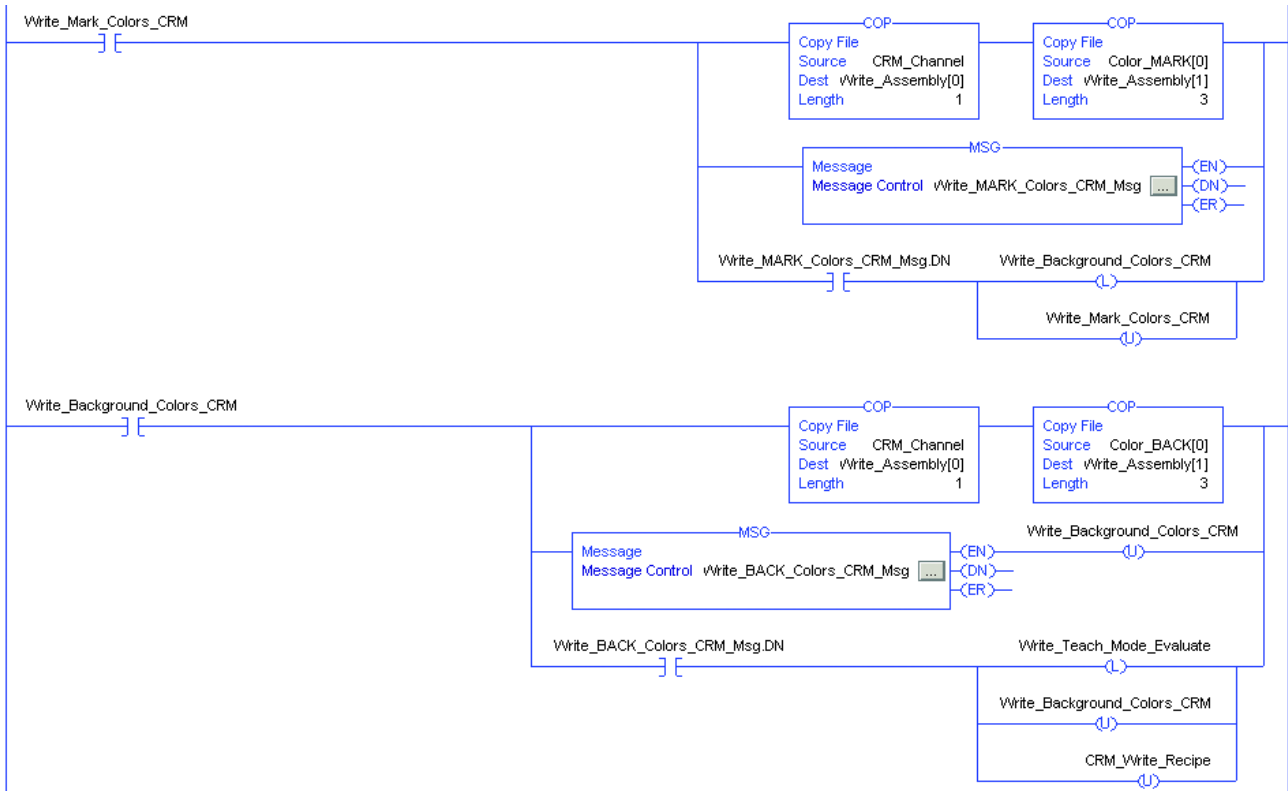 Write_Mark_Colors_CRM
COP
Copy File
Source CRM_Channel
Dest Write_Assembly[0]
Length 1
COP
Copy File
Source Color_MARK[0]
Dest Write_Assembly[1]
Length 3
MSG
Message
Message Control Write_MARK_Colors_CRM_Msg ...
(EN)
(DN)
(ER)
Write_MARK_Colors_CRM_Msg.DN
Write_Background_Colors_CRM
(L)
Write_Mark_Colors_CRM
(U)
Write_Background_Colors_CRM
COP
Copy File
Source CRM_Channel
Dest Write_Assembly[0]
Length 1
COP
Copy File
Source Color_BACK[0]
Dest Write_Assembly[1]
Length 3
MSG
Message
Message Control Write_BACK_Colors_CRM_Msg ...
(EN)
(DN)
(ER)
Write_Background_Colors_CRM
(U)
Write_BACK_Colors_CRM_Msg.DN
Write_Teach_Mode_Evaluate
(L)
Write_Background_Colors_CRM
(U)
CRM_Write_Recipe
(U)